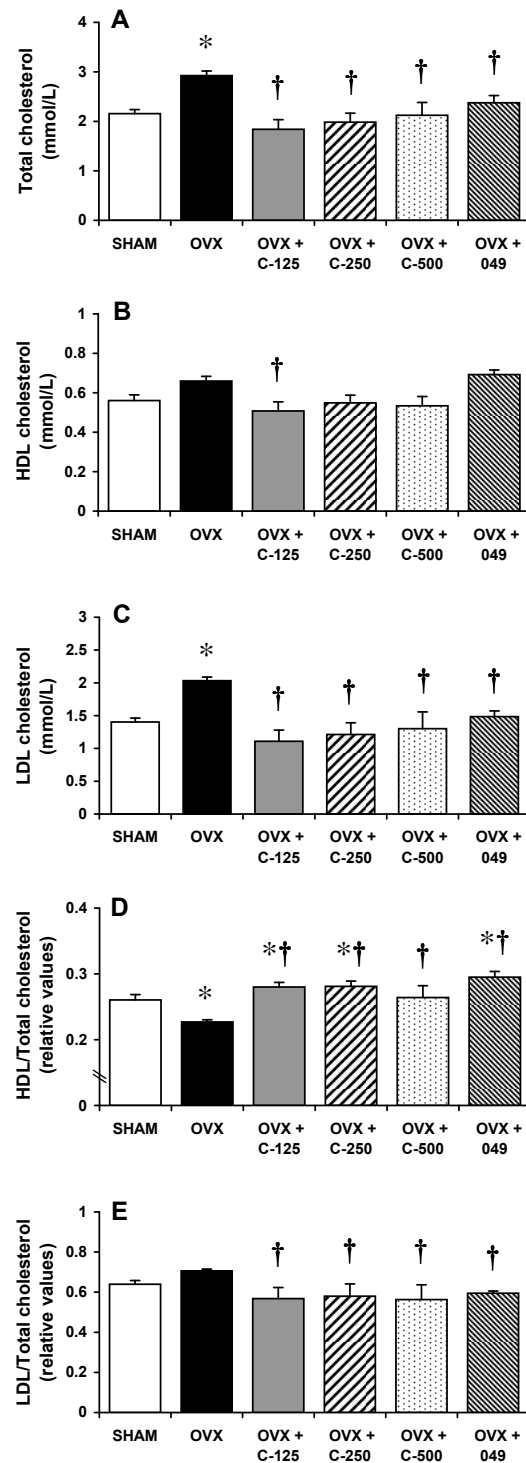 A
Total cholesterol
(mmol/L)
4
3
2
1
0
* † † † †
SHAM OVX OVX + OVX + OVX + OVX +
C-125 C-250 C-500 049
B
HDL cholesterol
(mmol/L)
1
0.8
0.6
0.4
0.2
0
†
SHAM OVX OVX + OVX + OVX + OVX +
C-125 C-250 C-500 049
C
LDL cholesterol
(mmol/L)
3
2.5
2
1.5
1
0.5
0
* † † † †
SHAM OVX OVX + OVX + OVX + OVX +
C-125 C-250 C-500 049
D
HDL/Total cholesterol
(relative values)
0.4
0.3
0.2
0
* *† *† † *†
SHAM OVX OVX + OVX + OVX + OVX +
C-125 C-250 C-500 049
E
LDL/Total cholesterol
(relative values)
1
0.8
0.6
0.4
0.2
0
† † † †
SHAM OVX OVX + OVX + OVX + OVX +
C-125 C-250 C-500 049